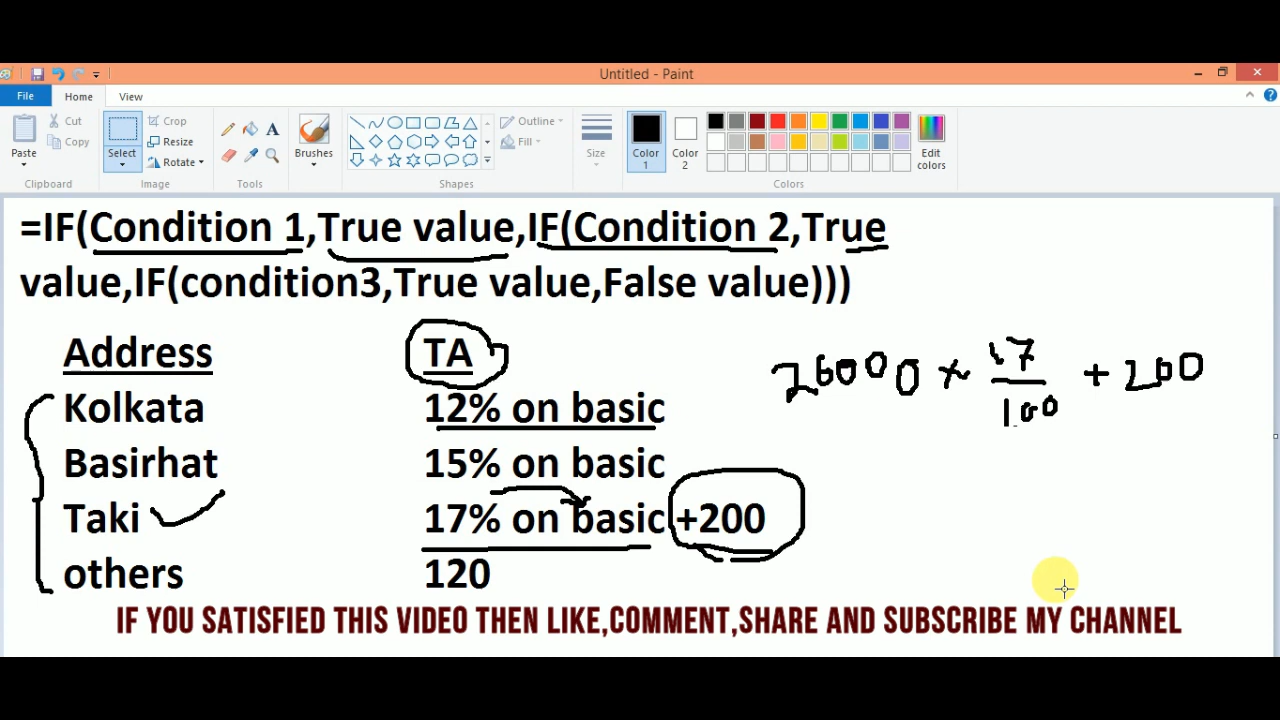 Untitled - Paint
File Home View
Paste
Cut
Copy
Clipboard
Select
Crop
Resize
Rotate
Image
Tools
Brushes
Shapes
Outline
Fill
Size
Color 1
Color 2
Colors
Edit colors
=IF(Condition 1,True value,IF(Condition 2,True
value,IF(condition3,True value,False value)))
Address TA
Kolkata 12% on basic
Basirhat 15% on basic
Taki 17% on basic +200
others 120
26000 × 17/100 + 200
IF YOU SATISFIED THIS VIDEO THEN LIKE,COMMENT,SHARE AND SUBSCRIBE MY CHANNEL